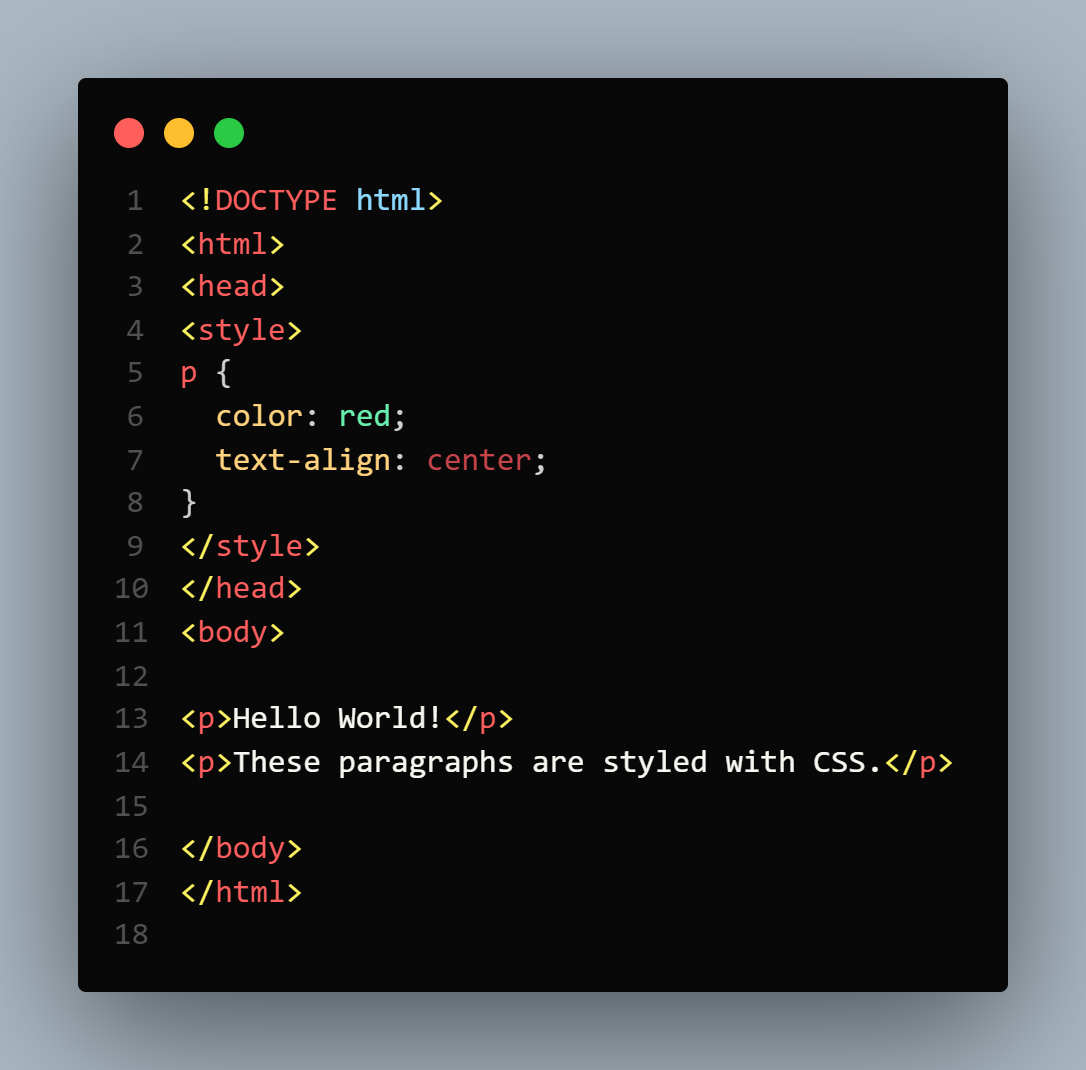 1 <!DOCTYPE html>
2 <html>
3 <head>
4 <style>
5 p {
6   color: red;
7   text-align: center;
8 }
9 </style>
10 </head>
11 <body>
12
13 <p>Hello World!</p>
14 <p>These paragraphs are styled with CSS.</p>
15
16 </body>
17 </html>
18